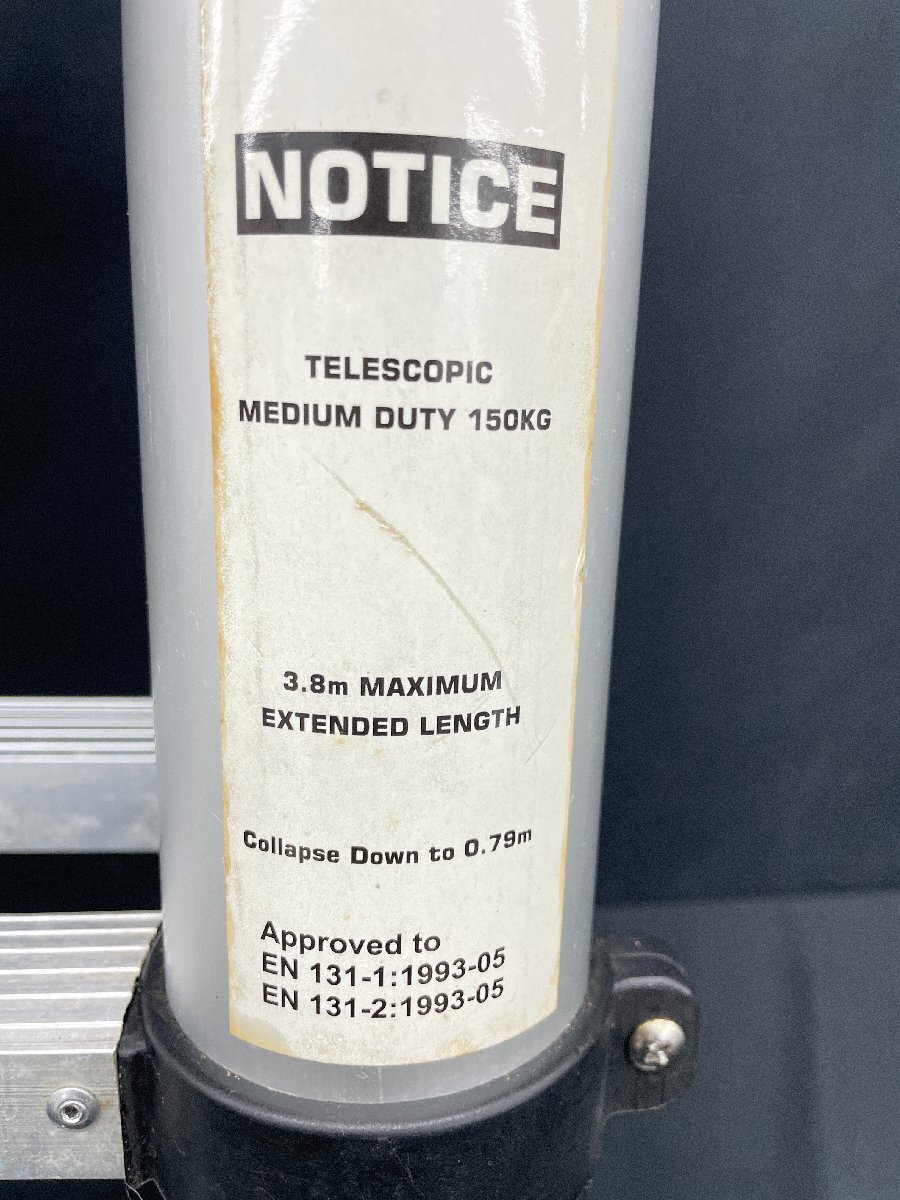 NOTICE
TELESCOPIC
MEDIUM DUTY 150KG
3.8m MAXIMUM
EXTENDED LENGTH
Collapse Down to 0.79m
Approved to
EN 131-1:1993-05
EN 131-2:1993-05